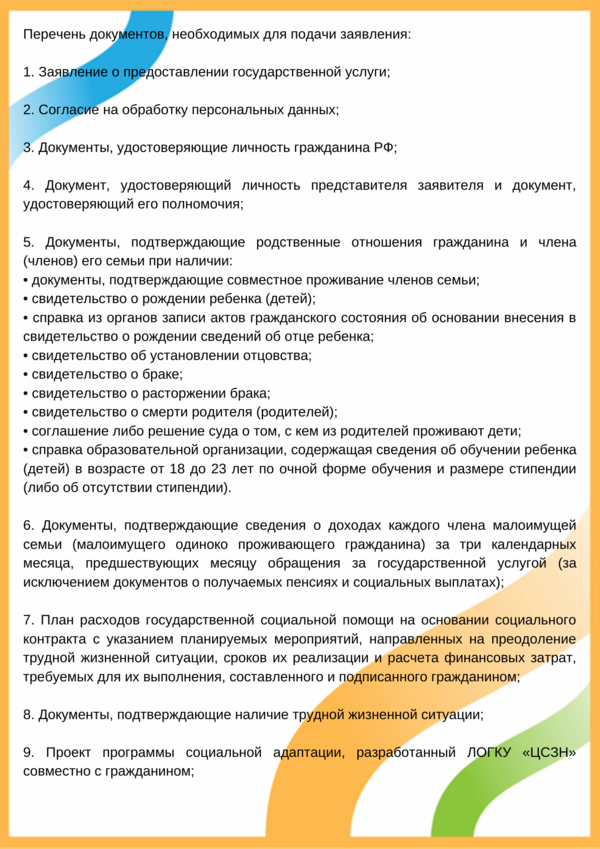 Перечень документов, необходимых для подачи заявления:
1. Заявление о предоставлении государственной услуги;
2. Согласие на обработку персональных данных;
3. Документы, удостоверяющие личность гражданина РФ;
4. Документ, удостоверяющий личность представителя заявителя и документ,
удостоверяющий его полномочия;
5. Документы, подтверждающие родственные отношения гражданина и члена
(членов) его семьи при наличии:
• документы, подтверждающие совместное проживание членов семьи;
• свидетельство о рождении ребенка (детей);
• справка из органов записи актов гражданского состояния об основании внесения в
свидетельство о рождении сведений об отце ребенка;
• свидетельство об установлении отцовства;
• свидетельство о браке;
• свидетельство о расторжении брака;
• свидетельство о смерти родителя (родителей);
• соглашение либо решение суда о том, с кем из родителей проживают дети;
• справка образовательной организации, содержащая сведения об обучении ребенка
(детей) в возрасте от 18 до 23 лет по очной форме обучения и размере стипендии
(либо об отсутствии стипендии).
6. Документы, подтверждающие сведения о доходах каждого члена малоимущей
семьи (малоимущего одиноко проживающего гражданина) за три календарных
месяца, предшествующих месяцу обращения за государственной услугой (за
исключением документов о получаемых пенсиях и социальных выплатах);
7. План расходов государственной социальной помощи на основании социального
контракта с указанием планируемых мероприятий, направленных на преодоление
трудной жизненной ситуации, сроков их реализации и расчета финансовых затрат,
требуемых для их выполнения, составленного и подписанного гражданином;
8. Документы, подтверждающие наличие трудной жизненной ситуации;
9. Проект программы социальной адаптации, разработанный ЛОГКУ «ЦСЗН»
совместно с гражданином;